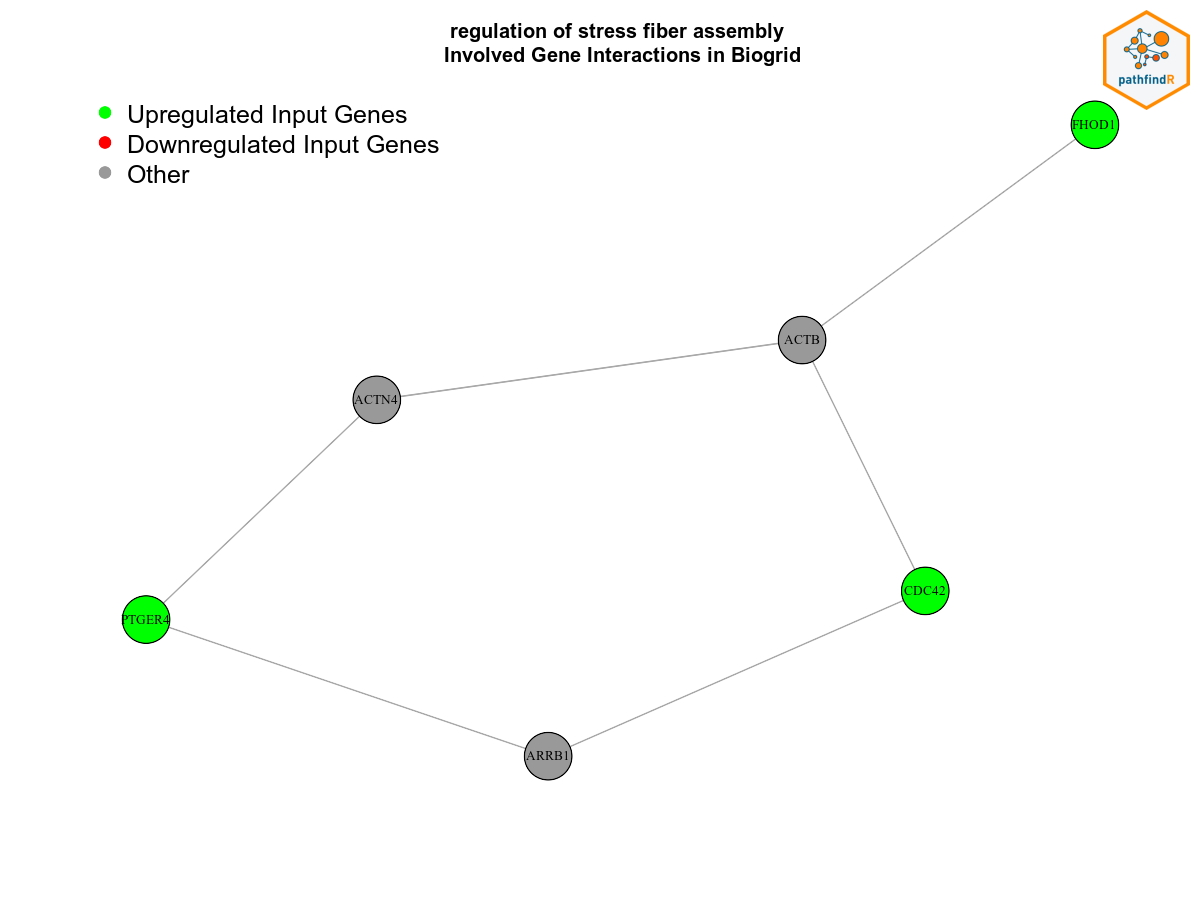 regulation of stress fiber assembly
Involved Gene Interactions in Biogrid
pathfindR
Upregulated Input Genes
Downregulated Input Genes
Other
FHOD1
ACTB
ACTN4
CDC42
PTGER4
ARRB1